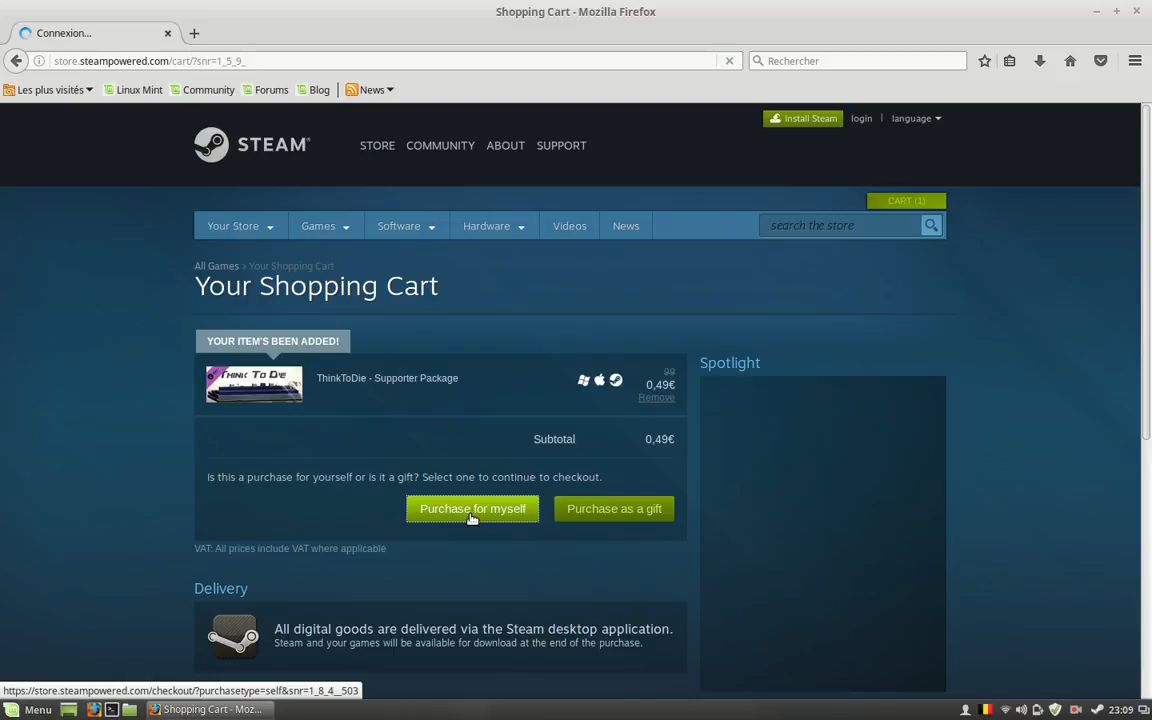 Shopping Cart - Mozilla Firefox
Connexion...
store.steampowered.com/cart/?snr=1_5_9_
Rechercher
Les plus visités
Linux Mint
Community
Forums
Blog
News
Install Steam
login
language
STEAM
STORE
COMMUNITY
ABOUT
SUPPORT
CART (1)
Your Store
Games
Software
Hardware
Videos
News
search the store
All Games > Your Shopping Cart
Your Shopping Cart
YOUR ITEM'S BEEN ADDED!
THINK TO DIE
ThinkToDie - Supporter Package
99
0,49€
Remove
Subtotal
0,49€
Is this a purchase for yourself or is it a gift? Select one to continue to checkout.
Purchase for myself
Purchase as a gift
VAT: All prices include VAT where applicable
Spotlight
Delivery
All digital goods are delivered via the Steam desktop application.
Steam and your games will be available for download at the end of the purchase.
https://store.steampowered.com/checkout/?purchasetype=self&snr=1_8_4__503
Menu
Shopping Cart - Moz...
23:09